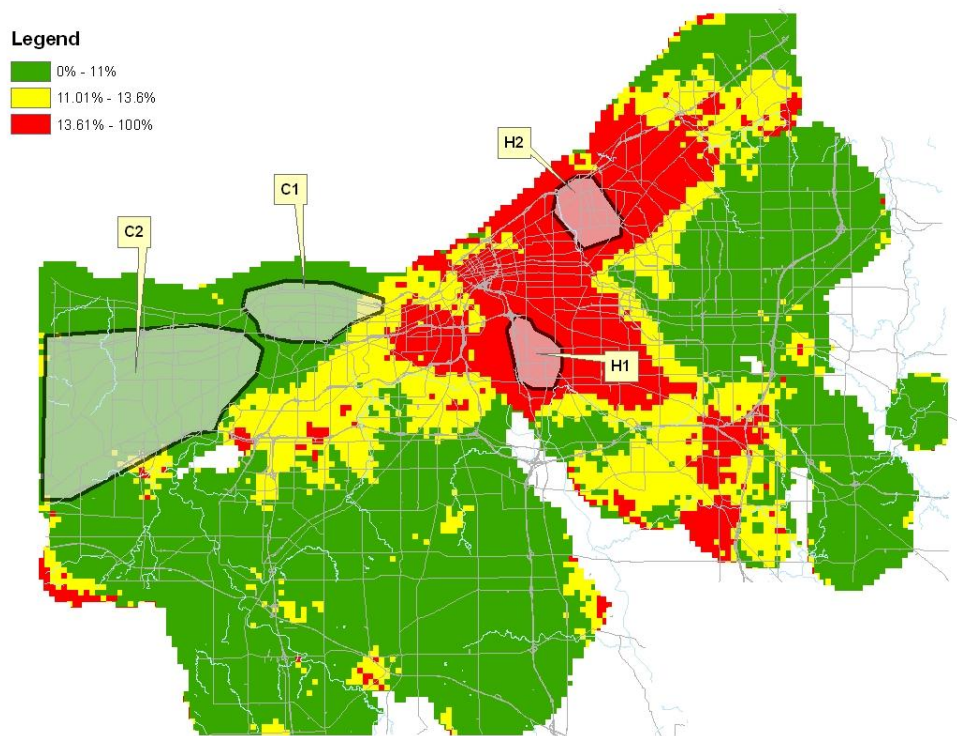 Legend
0% - 11%
11.01% - 13.6%
13.61% - 100%
H2
C1
C2
H1